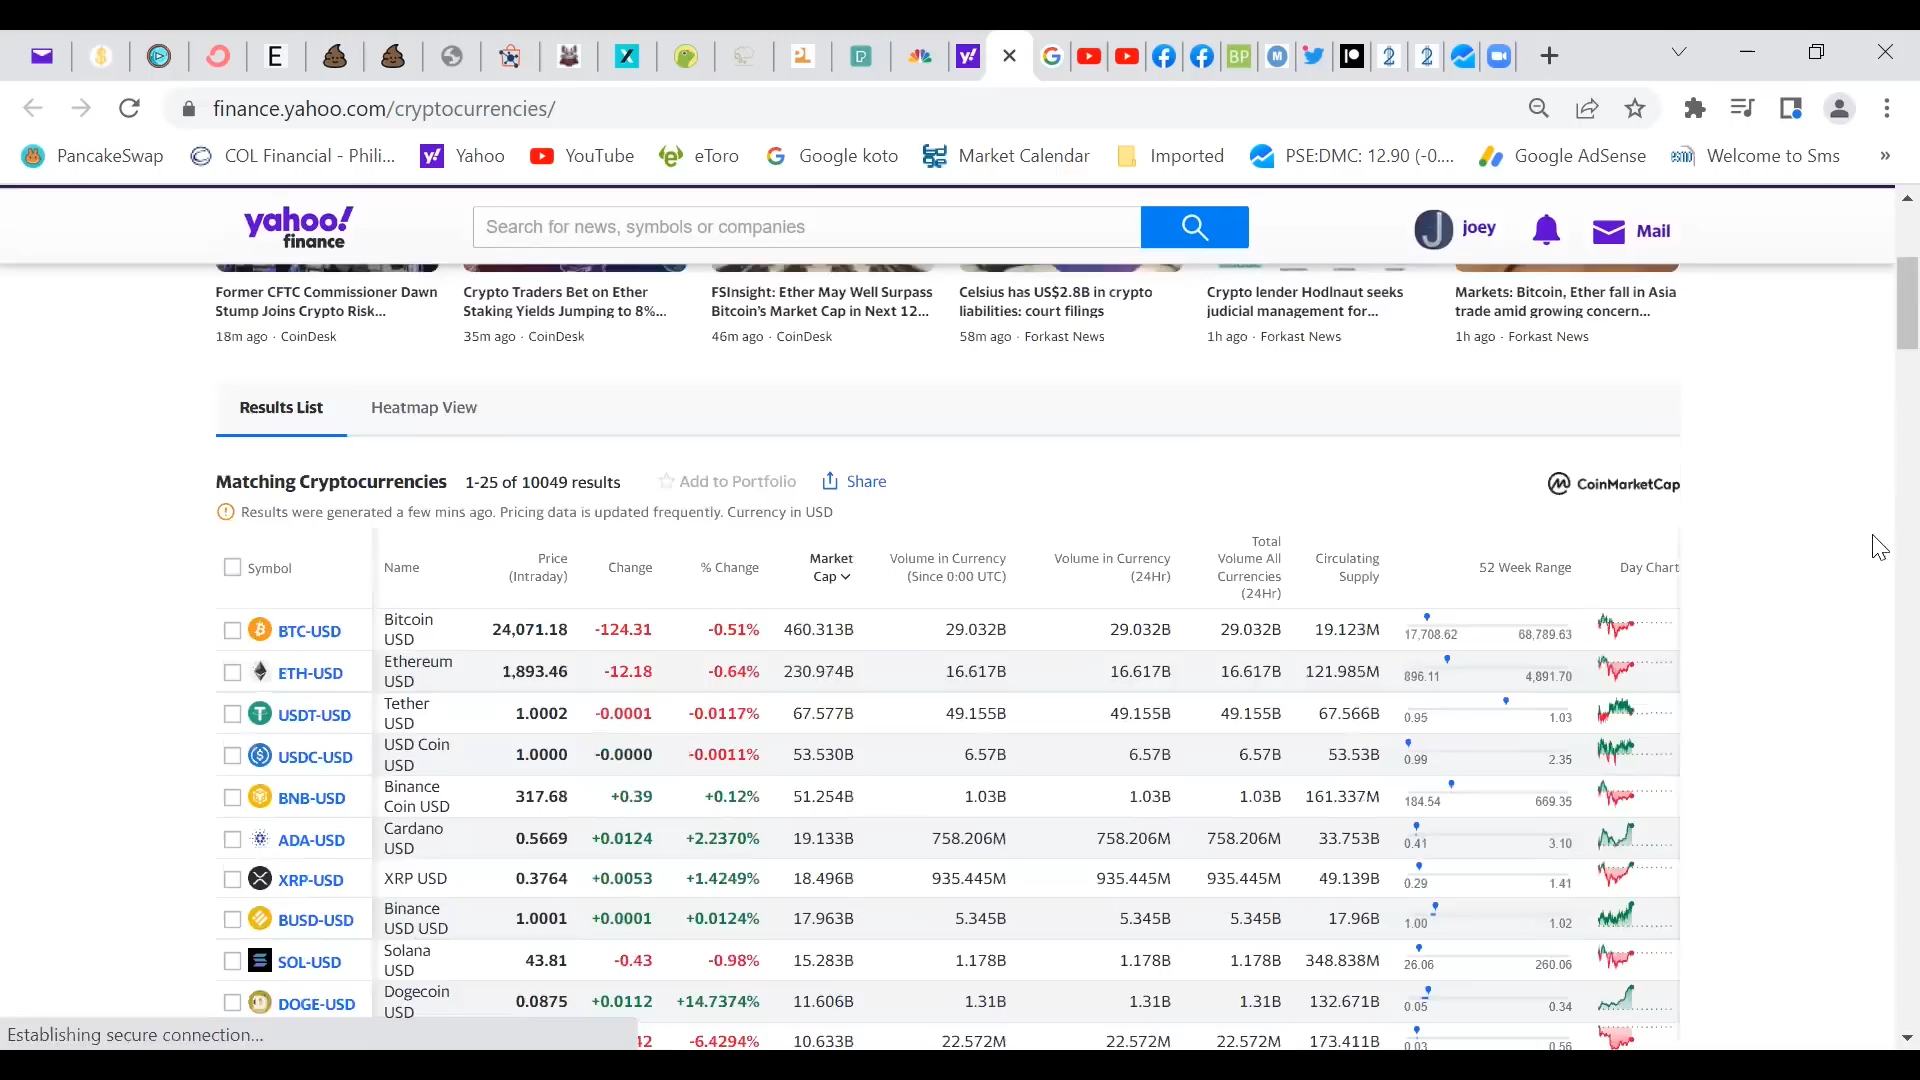 finance.yahoo.com/cryptocurrencies/
PancakeSwap COL Financial - Phili... Yahoo YouTube eToro Google koto Market Calendar Imported PSE:DMC: 12.90 (-0.... Google AdSense Welcome to Sms »
yahoo! finance Search for news, symbols or companies joey Mail
Former CFTC Commissioner Dawn Stump Joins Crypto Risk...
18m ago · CoinDesk
Crypto Traders Bet on Ether Staking Yields Jumping to 8%...
35m ago · CoinDesk
FSInsight: Ether May Well Surpass Bitcoin's Market Cap in Next 12...
46m ago · CoinDesk
Celsius has US$2.8B in crypto liabilities: court filings
58m ago · Forkast News
Crypto lender Hodlnaut seeks judicial management for...
1h ago · Forkast News
Markets: Bitcoin, Ether fall in Asia trade amid growing concern...
1h ago · Forkast News
Results List Heatmap View
Matching Cryptocurrencies 1-25 of 10049 results Add to Portfolio Share CoinMarketCap
Results were generated a few mins ago. Pricing data is updated frequently. Currency in USD
Symbol Name Price (Intraday) Change % Change Market Cap Volume in Currency (Since 0:00 UTC) Volume in Currency (24Hr) Total Volume All Currencies (24Hr) Circulating Supply 52 Week Range Day Chart
BTC-USD Bitcoin USD 24,071.18 -124.31 -0.51% 460.313B 29.032B 29.032B 29.032B 19.123M 17,708.62 68,789.63
ETH-USD Ethereum USD 1,893.46 -12.18 -0.64% 230.974B 16.617B 16.617B 16.617B 121.985M 896.11 4,891.70
USDT-USD Tether USD 1.0002 -0.0001 -0.0117% 67.577B 49.155B 49.155B 49.155B 67.566B 0.95 1.03
USDC-USD USD Coin USD 1.0000 -0.0000 -0.0011% 53.530B 6.57B 6.57B 6.57B 53.53B 0.99 2.35
BNB-USD Binance Coin USD 317.68 +0.39 +0.12% 51.254B 1.03B 1.03B 1.03B 161.337M 184.54 669.35
ADA-USD Cardano USD 0.5669 +0.0124 +2.2370% 19.133B 758.206M 758.206M 758.206M 33.753B 0.41 3.10
XRP-USD XRP USD 0.3764 +0.0053 +1.4249% 18.496B 935.445M 935.445M 935.445M 49.139B 0.29 1.41
BUSD-USD Binance USD USD 1.0001 +0.0001 +0.0124% 17.963B 5.345B 5.345B 5.345B 17.96B 1.00 1.02
SOL-USD Solana USD 43.81 -0.43 -0.98% 15.283B 1.178B 1.178B 1.178B 348.838M 26.06 260.06
DOGE-USD Dogecoin USD 0.0875 +0.0112 +14.7374% 11.606B 1.31B 1.31B 1.31B 132.671B 0.05 0.34
42 -6.4294% 10.633B 22.572M 22.572M 22.572M 173.411B 0.03 0.56
Establishing secure connection...